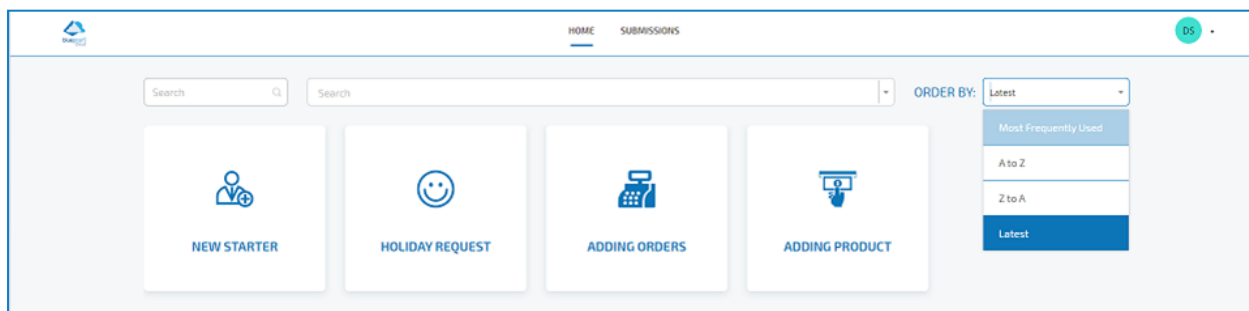 HOME SUBMISSIONS
DS
Search
Search
ORDER BY: Latest
Most Frequently Used
A to Z
Z to A
Latest
NEW STARTER
HOLIDAY REQUEST
ADDING ORDERS
ADDING PRODUCT